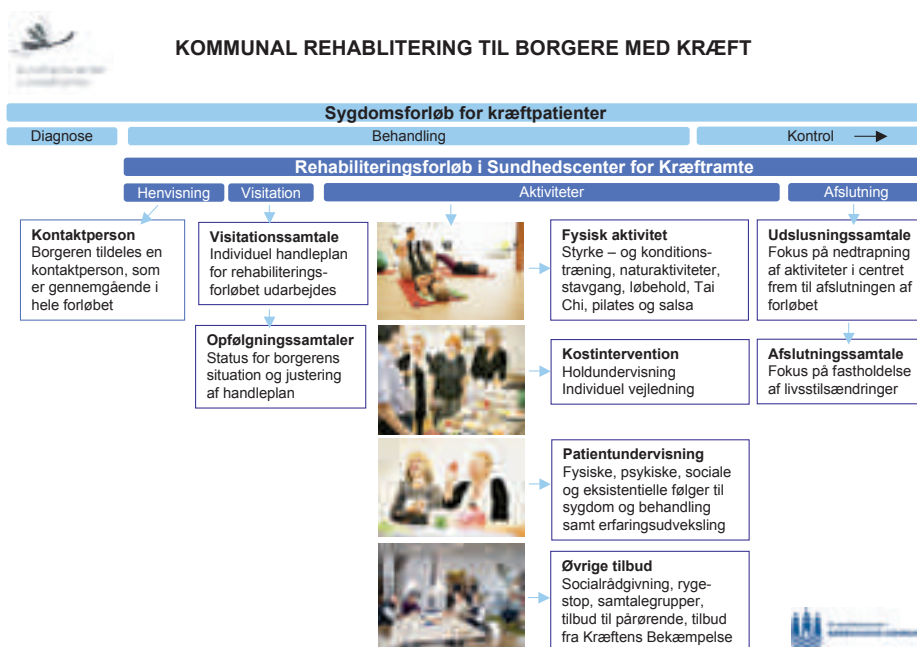 KOMMUNAL REHABLITERING TIL BORGERE MED KRÆFT
Sygdomsforløb for kræftpatienter
Diagnose
Behandling
Kontrol
Rehabiliteringsforløb i Sundhedscenter for Kræftramte
Henvisning
Visitation
Aktiviteter
Afslutning
Kontaktperson
Borgeren tildeles en
kontaktperson, som
er gennemgående i
hele forløbet
Visitationssamtale
Individuel handleplan
for rehabiliterings-
forløbet udarbejdes
Opfølgningssamtaler
Status for borgerens
situation og justering
af handleplan
Fysisk aktivitet
Styrke – og konditions-
træning, naturaktiviteter,
stavgang, løbehold, Tai
Chi, pilates og salsa
Kostintervention
Holdundervisning
Individuel vejledning
Patientundervisning
Fysiske, psykiske, sociale
og eksistentielle følger til
sygdom og behandling
samt erfaringsudveksling
Øvrige tilbud
Socialrådgivning, ryge-
stop, samtalegrupper,
tilbud til pårørende, tilbud
fra Kræftens Bekæmpelse
Udslusningssamtale
Fokus på nedtrapning
af aktiviteter i centret
frem til afslutningen af
forløbet
Afslutningssamtale
Fokus på fastholdelse
af livsstilsændringer